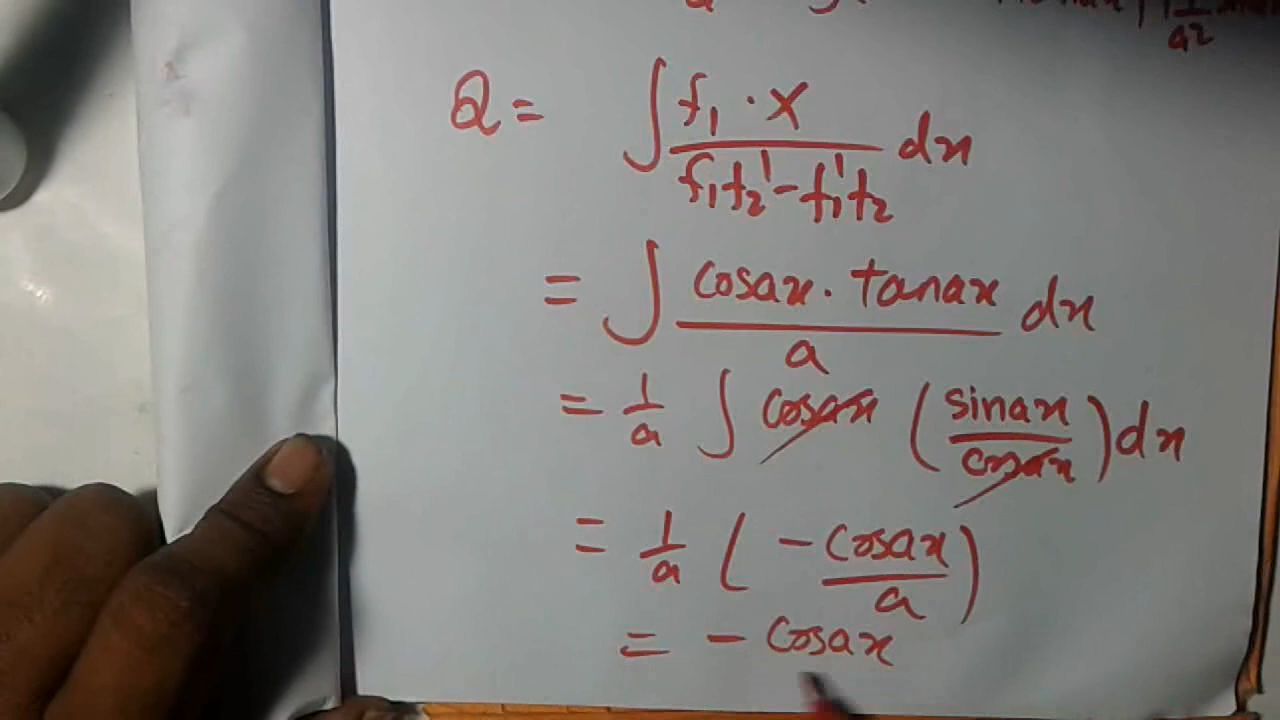 Q = ∫ f₁ · X / (f₁f₂' - f₁'f₂) dx
= ∫ cosax · tanax / a dx
= 1/a ∫ cosax (sinax / cosax) dx
= 1/a (-cosax / a)
= - cosax